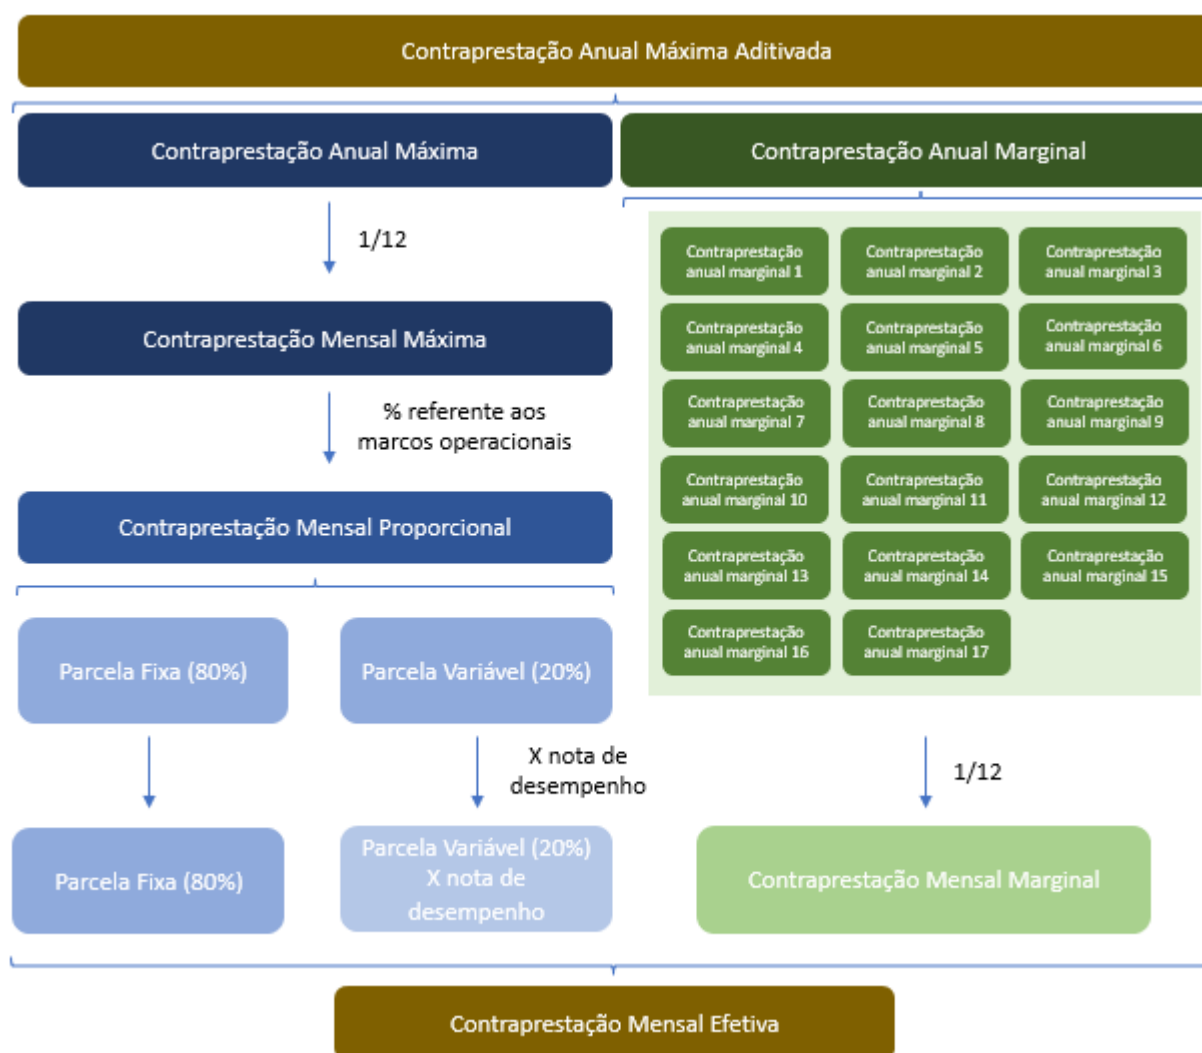 Contraprestação Anual Máxima Aditivada
Contraprestação Anual Máxima
Contraprestação Anual Marginal
1/12
Contraprestação Mensal Máxima
% referente aos
marcos operacionais
Contraprestação Mensal Proporcional
Parcela Fixa (80%)
Parcela Variável (20%)
X nota de
desempenho
Parcela Fixa (80%)
Parcela Variável (20%)
X nota de
desempenho
Contraprestação
anual marginal 1
Contraprestação
anual marginal 2
Contraprestação
anual marginal 3
Contraprestação
anual marginal 4
Contraprestação
anual marginal 5
Contraprestação
anual marginal 6
Contraprestação
anual marginal 7
Contraprestação
anual marginal 8
Contraprestação
anual marginal 9
Contraprestação
anual marginal 10
Contraprestação
anual marginal 11
Contraprestação
anual marginal 12
Contraprestação
anual marginal 13
Contraprestação
anual marginal 14
Contraprestação
anual marginal 15
Contraprestação
anual marginal 16
Contraprestação
anual marginal 17
1/12
Contraprestação Mensal Marginal
Contraprestação Mensal Efetiva